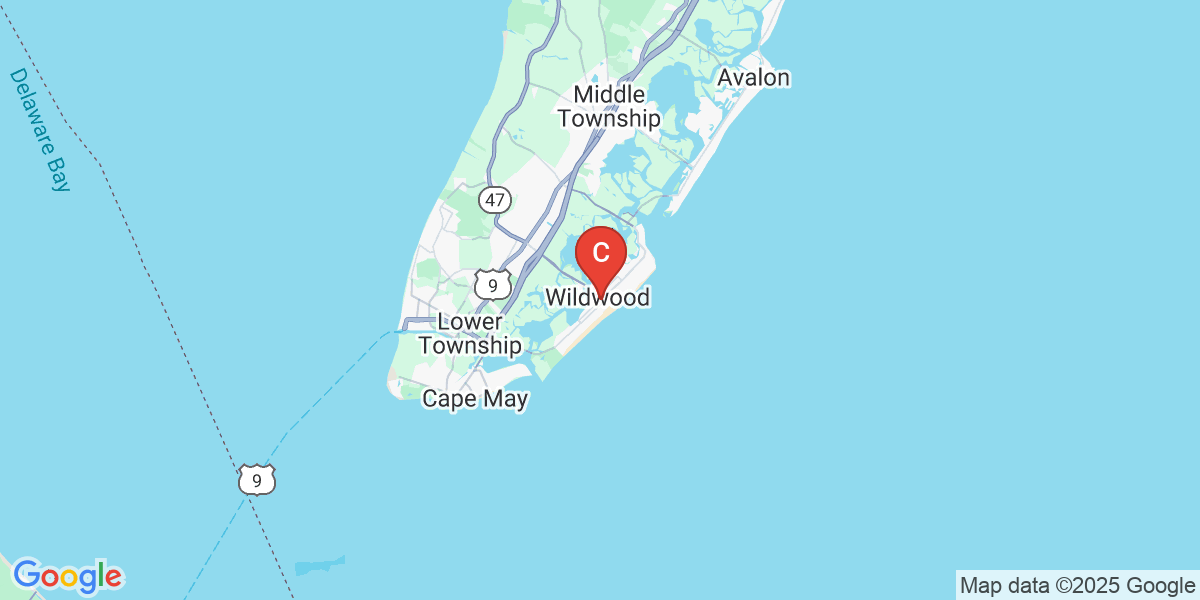 Delaware Bay
Avalon
Middle
Township
47
C
9
Wildwood
Lower
Township
Cape May
9
Google
Map data ©2025 Google